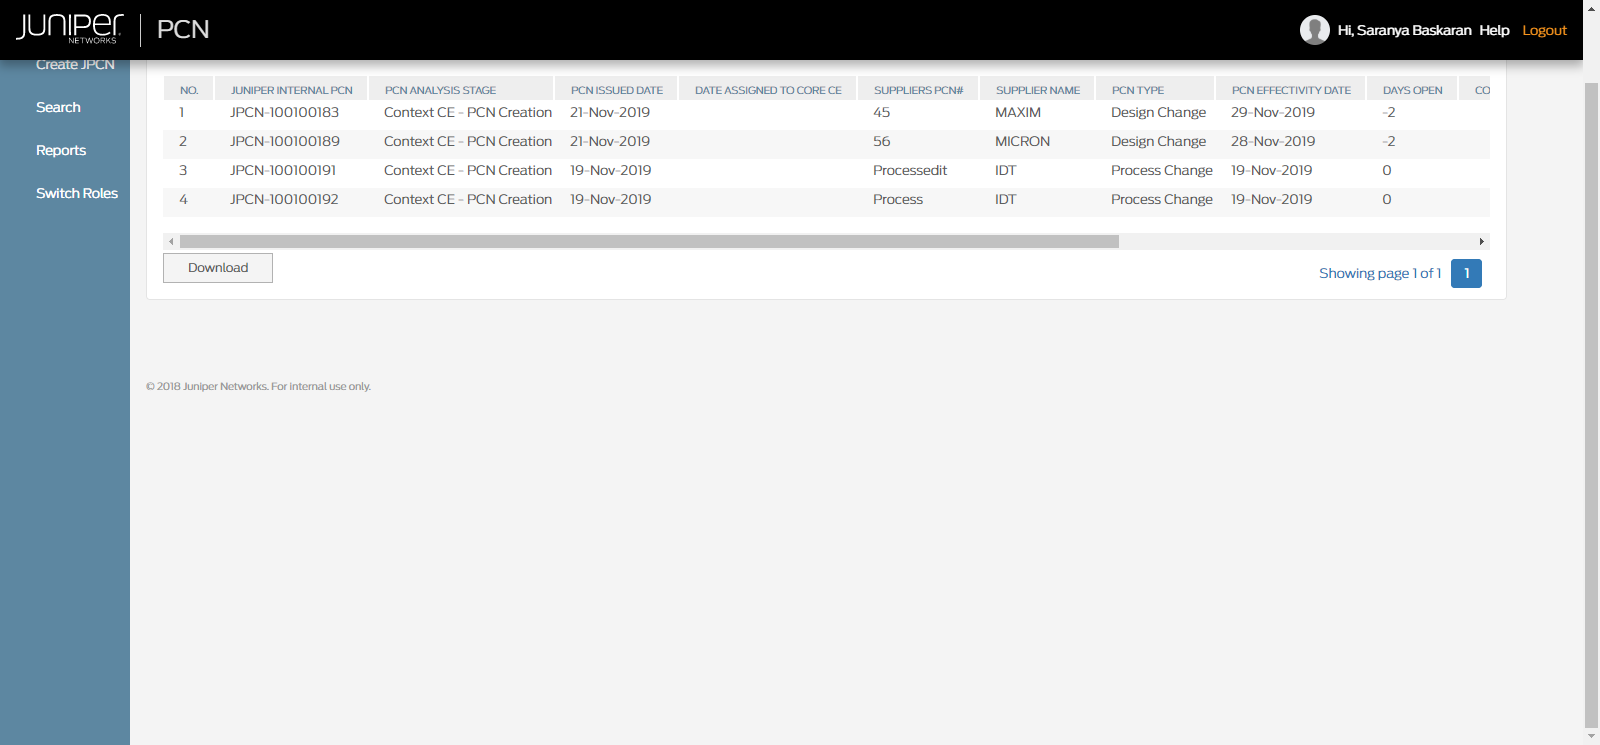 JUNIPER NETWORKS PCN Hi, Saranya Baskaran Help Logout
Create JPCN
Search
Reports
Switch Roles
NO. JUNIPER INTERNAL PCN PCN ANALYSIS STAGE PCN ISSUED DATE DATE ASSIGNED TO CORE CE SUPPLIERS PCN# SUPPLIER NAME PCN TYPE PCN EFFECTIVITY DATE DAYS OPEN CO
1 JPCN-100100183 Context CE - PCN Creation 21-Nov-2019 45 MAXIM Design Change 29-Nov-2019 -2
2 JPCN-100100189 Context CE - PCN Creation 21-Nov-2019 56 MICRON Design Change 28-Nov-2019 -2
3 JPCN-100100191 Context CE - PCN Creation 19-Nov-2019 Processedit IDT Process Change 19-Nov-2019 0
4 JPCN-100100192 Context CE - PCN Creation 19-Nov-2019 Process IDT Process Change 19-Nov-2019 0
Download
Showing page 1 of 1 1
© 2018 Juniper Networks. For internal use only.